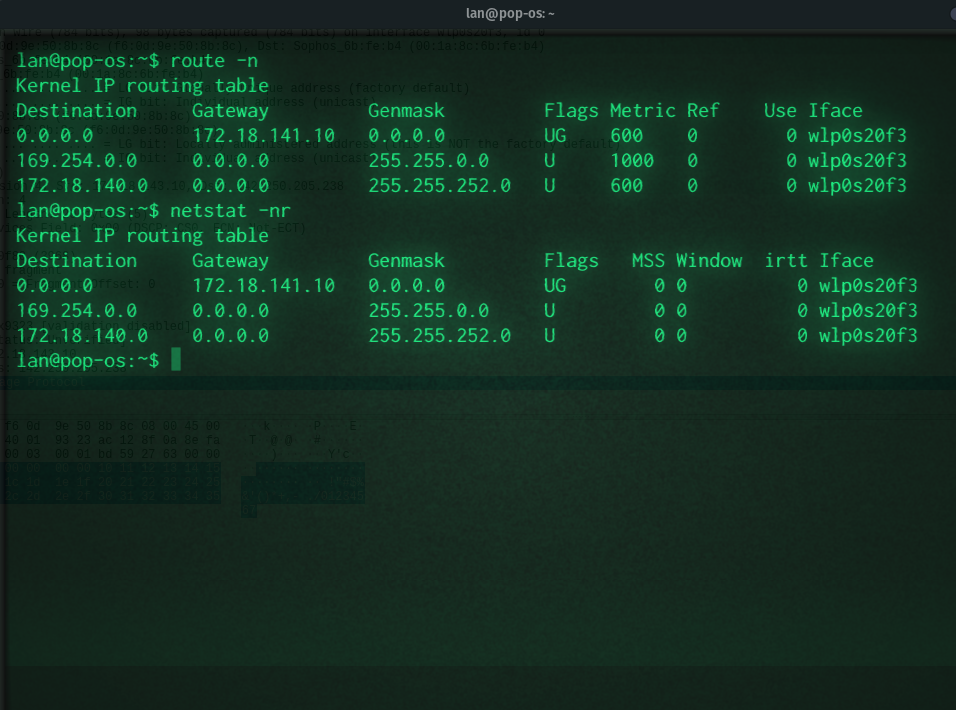 lan@pop-os: ~
lan@pop-os:~$ route -n
Kernel IP routing table
Destination     Gateway         Genmask         Flags Metric Ref    Use Iface
0.0.0.0         172.18.141.10   0.0.0.0         UG    600    0        0 wlp0s20f3
169.254.0.0     0.0.0.0         255.255.0.0     U     1000   0        0 wlp0s20f3
172.18.140.0    0.0.0.0         255.255.252.0   U     600    0        0 wlp0s20f3
lan@pop-os:~$ netstat -nr
Kernel IP routing table
Destination     Gateway         Genmask         Flags   MSS Window  irtt Iface
0.0.0.0         172.18.141.10   0.0.0.0         UG        0 0          0 wlp0s20f3
169.254.0.0     0.0.0.0         255.255.0.0     U         0 0          0 wlp0s20f3
172.18.140.0    0.0.0.0         255.255.252.0   U         0 0          0 wlp0s20f3
lan@pop-os:~$